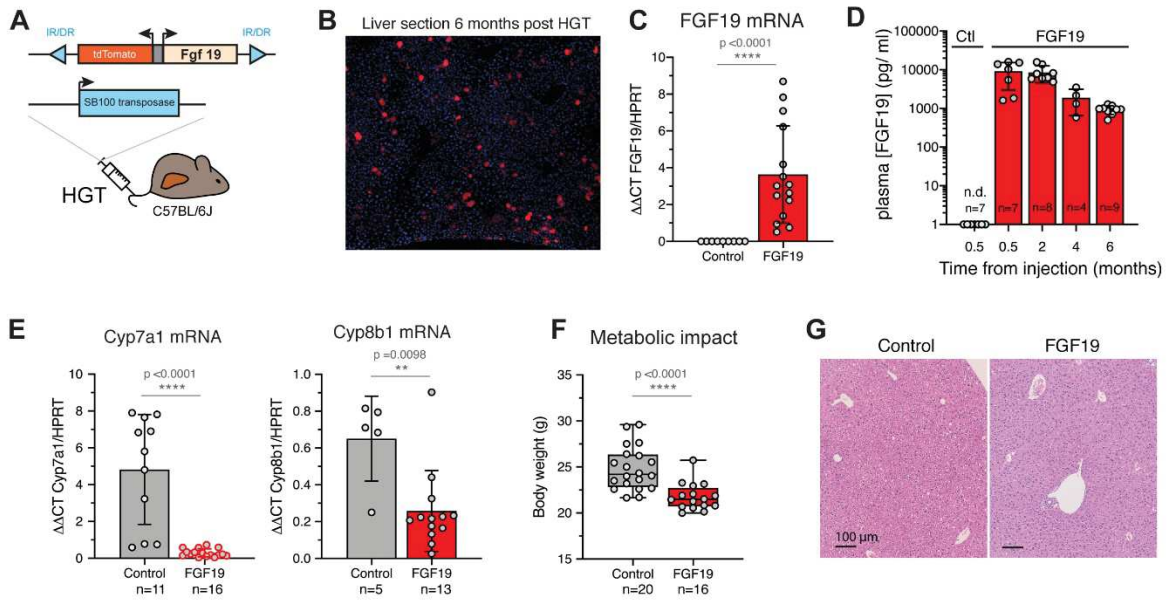 A
IR/DR
IR/DR
tdTomato
Fgf 19
SB100 transposase
HGT
C57BL/6J
B
Liver section 6 months post HGT
C
FGF19 mRNA
p <0.0001
****
ΔΔCT FGF19/HPRT
10
8
6
4
2
0
Control
FGF19
D
Ctl
FGF19
plasma [FGF19] (pg/ ml)
100000
10000
1000
100
10
1
n.d.
n=7
n=7
n=8
n=4
n=9
0.5
0.5
2
4
6
Time from injection (months)
E
Cyp7a1 mRNA
p <0.0001
****
ΔΔCT Cyp7a1/HPRT
10
8
6
4
2
0
Control
n=11
FGF19
n=16
Cyp8b1 mRNA
p =0.0098
**
ΔΔCT Cyp8b1/HPRT
1.0
0.8
0.6
0.4
0.2
0.0
Control
n=5
FGF19
n=13
F
Metabolic impact
p <0.0001
****
Body weight (g)
35
30
25
20
15
Control
n=20
FGF19
n=16
G
Control
FGF19
100 µm